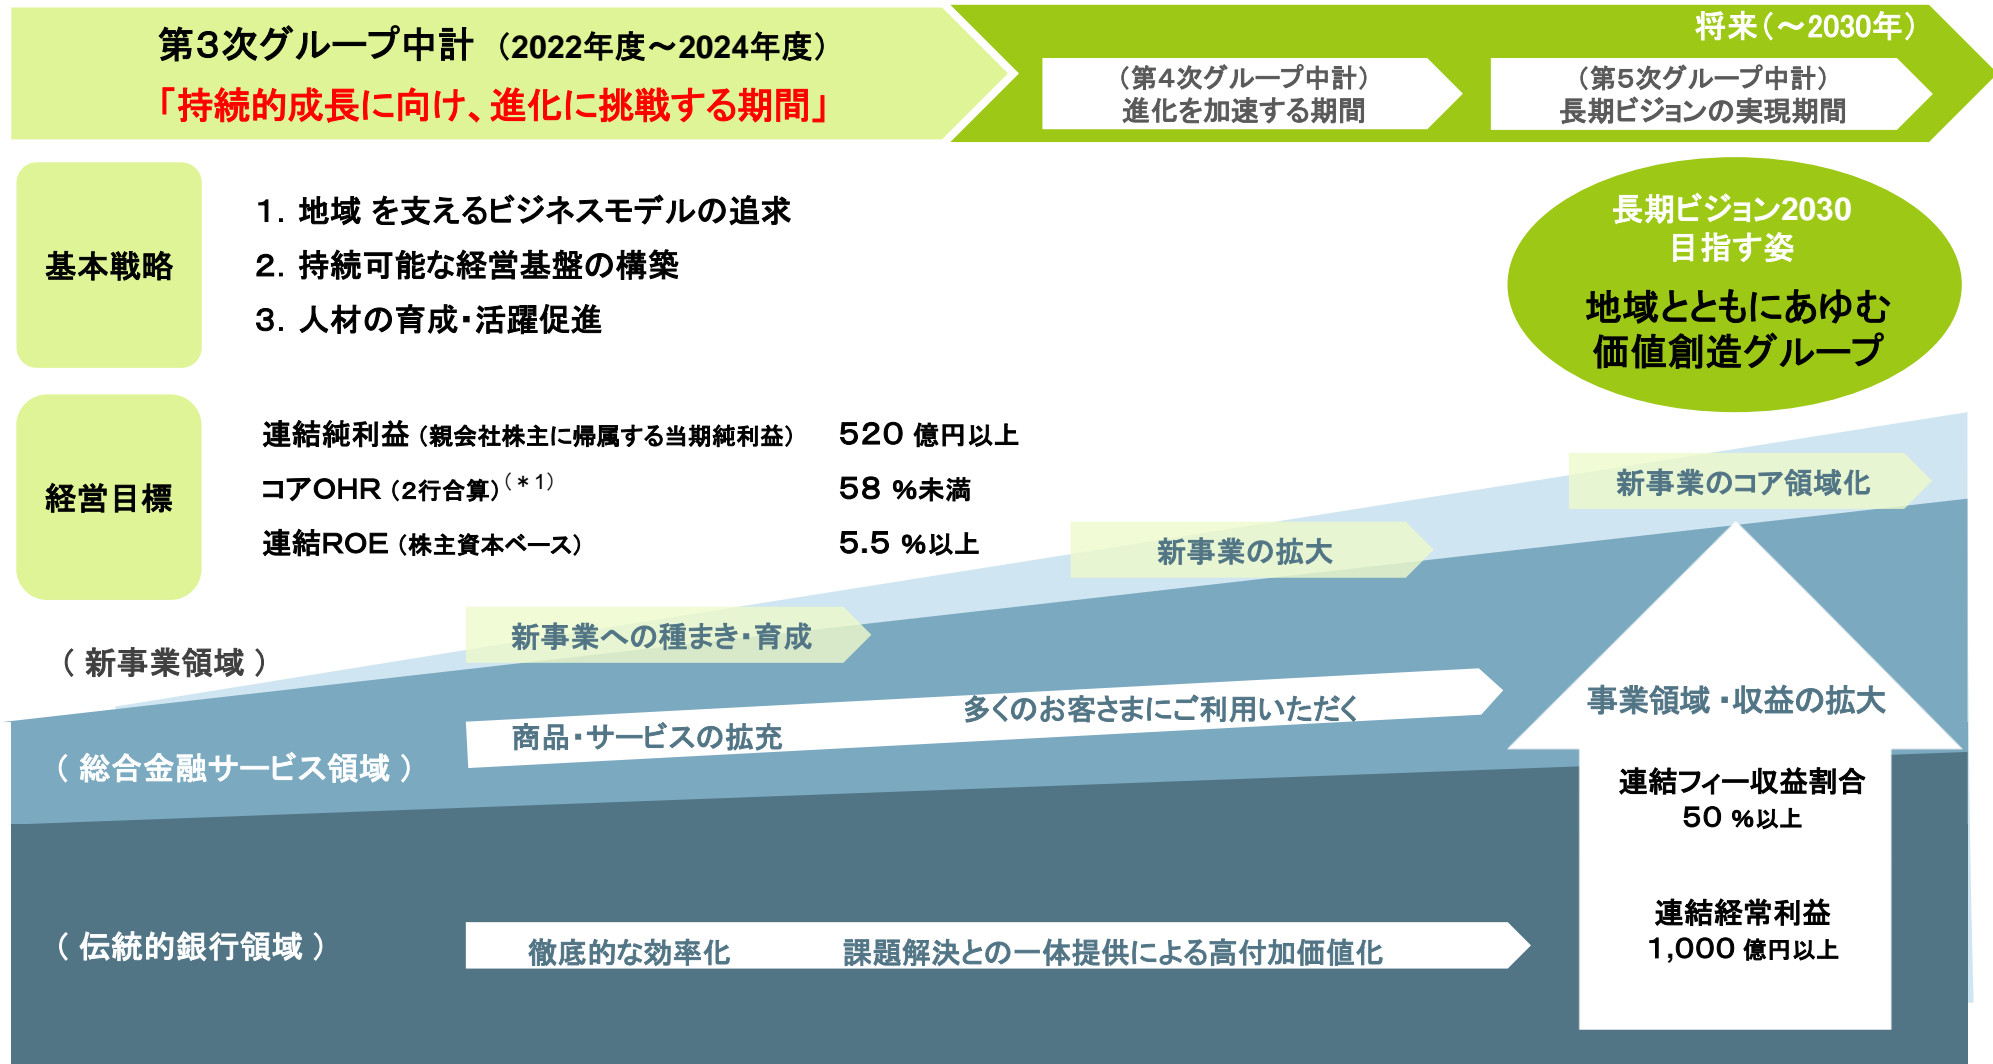 第3次グループ中計 （2022年度～2024年度）
「持続的成長に向け、進化に挑戦する期間」
将来（～2030年）
（第4次グループ中計）
進化を加速する期間
（第5次グループ中計）
長期ビジョンの実現期間
基本戦略
1. 地域 を支えるビジネスモデルの追求
2. 持続可能な経営基盤の構築
3. 人材の育成・活躍促進
長期ビジョン2030
目指す姿
地域とともにあゆむ
価値創造グループ
経営目標
連結純利益（親会社株主に帰属する当期純利益） 520 億円以上
コアOHR（2行合算）（＊1） 58 %未満
連結ROE（株主資本ベース） 5.5 %以上
新事業のコア領域化
新事業の拡大
新事業への種まき・育成
（ 新事業領域 ）
事業領域 ・収益の拡大
多くのお客さまにご利用いただく
商品・サービスの拡充
（ 総合金融サービス領域 ）
連結フィー収益割合
50 %以上
連結経常利益
1,000 億円以上
（ 伝統的銀行領域 ）
徹底的な効率化 課題解決との一体提供による高付加価値化